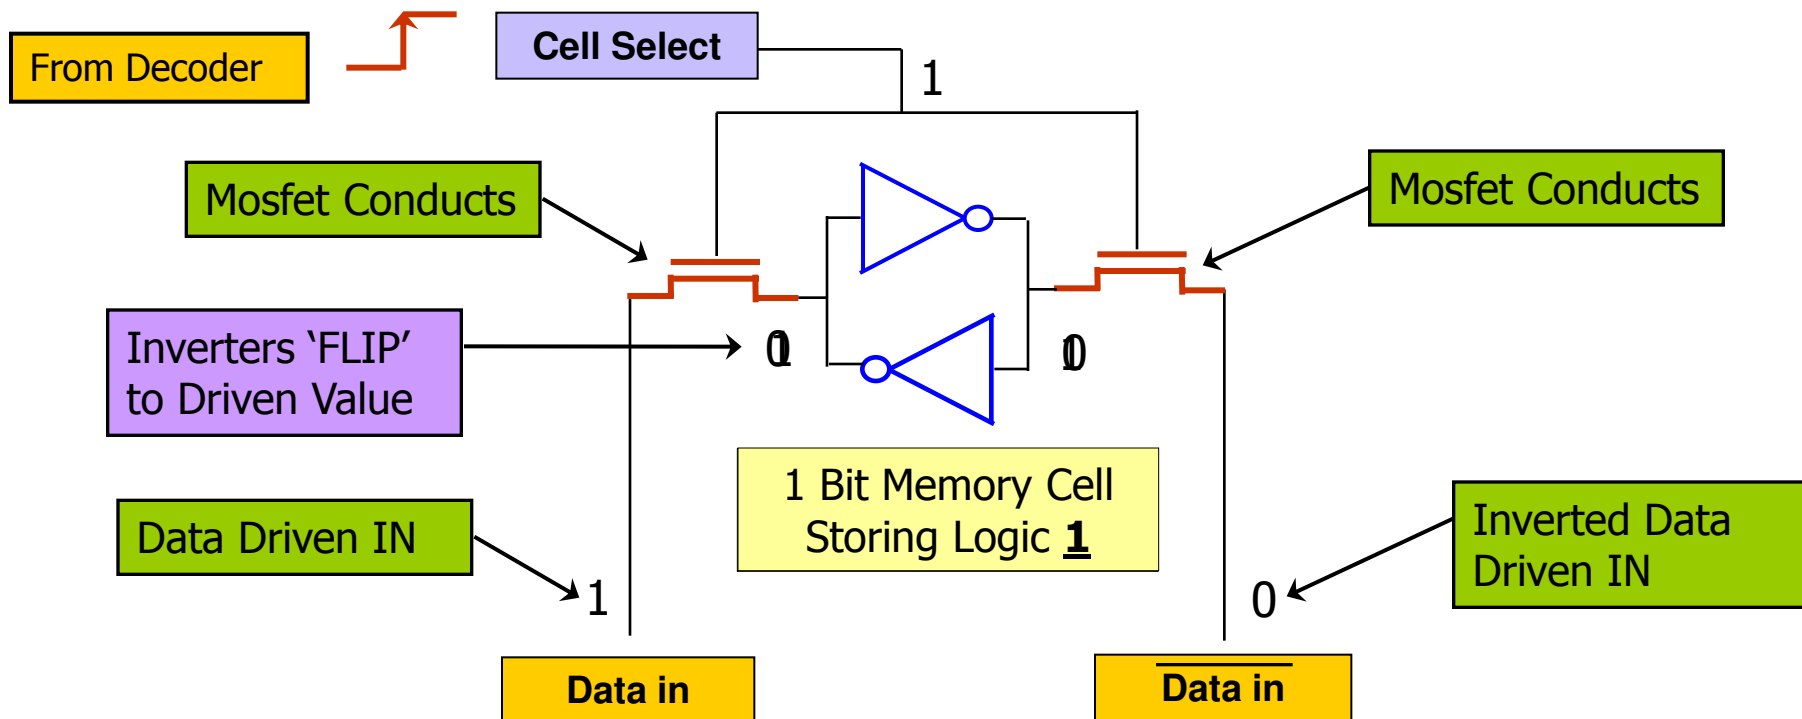 From Decoder
Cell Select
1
Mosfet Conducts
Mosfet Conducts
Inverters ‘FLIP’
to Driven Value
1 Bit Memory Cell
Storing Logic 1
Data Driven IN
1
Inverted Data
Driven IN
0
Data in
Data in